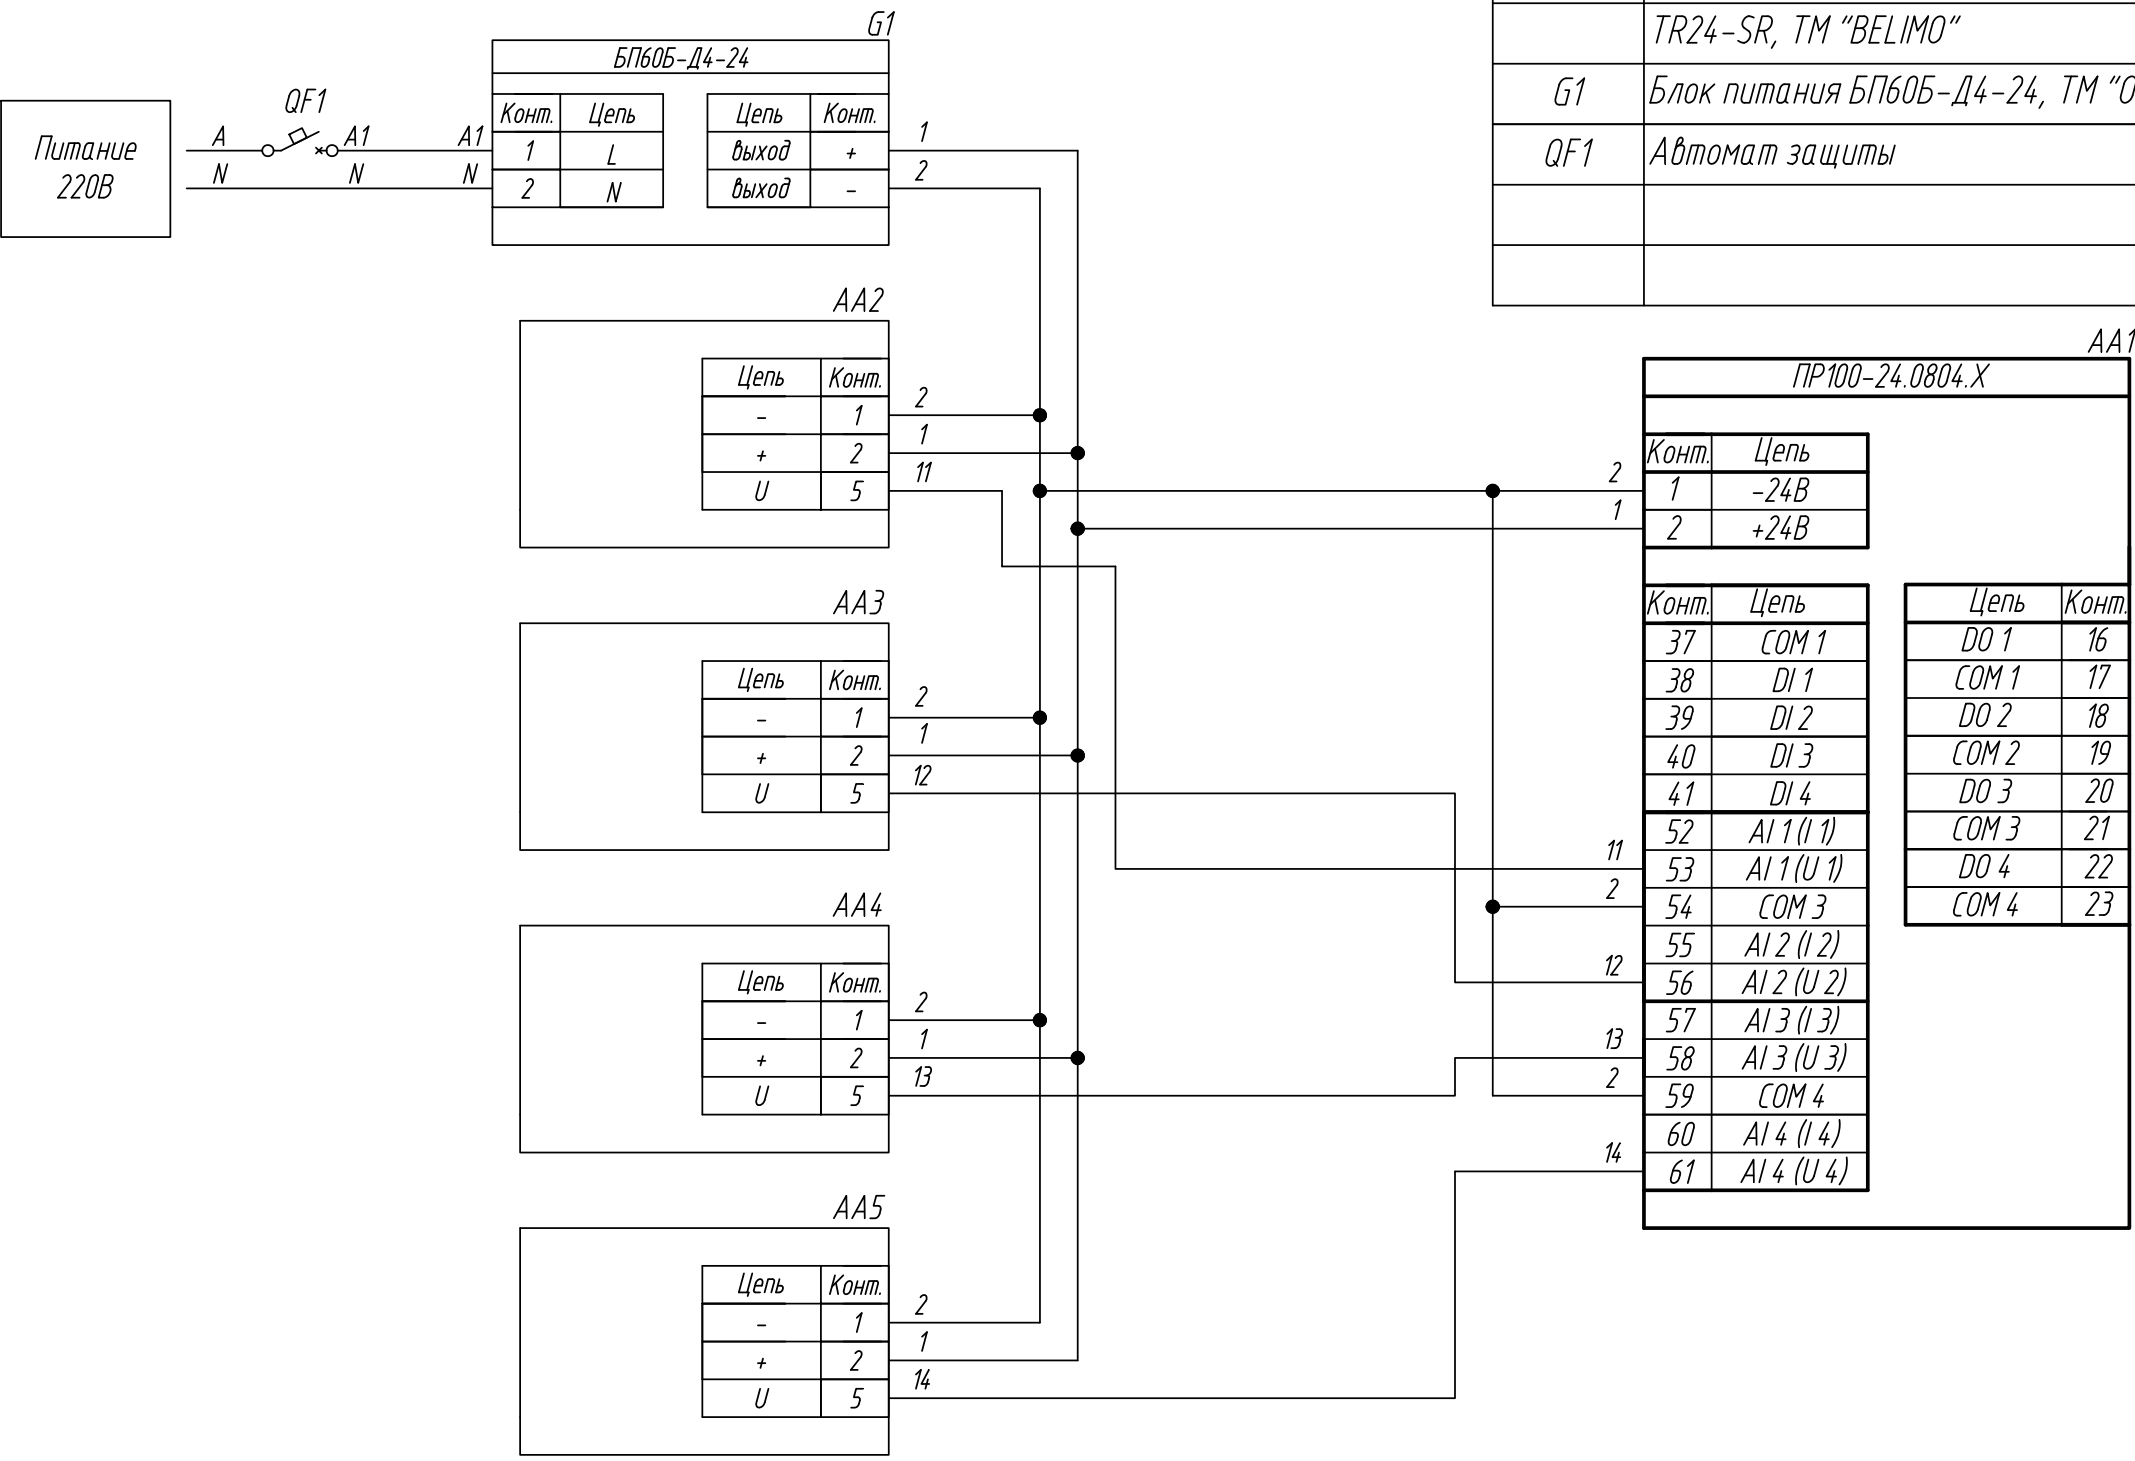 G1
БП60Б-Д4-24
Питание
220В
QF1
A A1 A1
N N N
Конт. Цепь
1 L
2 N
Цепь Конт.
выход +
выход -
1
2
TR24-SR, ТМ "BELIMO"
G1 Блок питания БП60Б-Д4-24, ТМ "О
QF1 Автомат защиты
AA2
Цепь Конт.
- 1 2
+ 2 1
U 5 11
AA3
Цепь Конт.
- 1 2
+ 2 1
U 5 12
AA4
Цепь Конт.
- 1 2
+ 2 1
U 5 13
AA5
Цепь Конт.
- 1 2
+ 2 1
U 5 14
AA1
ПР100-24.0804.Х
Конт. Цепь
2 1 -24В
1 2 +24В
Конт. Цепь
37 COM 1
38 DI 1
39 DI 2
40 DI 3
41 DI 4
52 AI 1 (I 1)
11 53 AI 1 (U 1)
2 54 COM 3
55 AI 2 (I 2)
12 56 AI 2 (U 2)
57 AI 3 (I 3)
13 58 AI 3 (U 3)
2 59 COM 4
60 AI 4 (I 4)
14 61 AI 4 (U 4)
Цепь Конт.
DO 1 16
COM 1 17
DO 2 18
COM 2 19
DO 3 20
COM 3 21
DO 4 22
COM 4 23